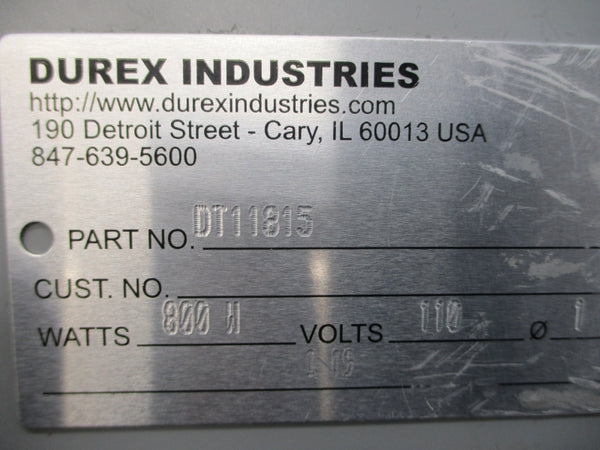 DUREX INDUSTRIES
http://www.durexindustries.com
190 Detroit Street - Cary, IL 60013 USA
847-639-5600
PART NO. DT11815
CUST. NO.
WATTS 800 W VOLTS 110 Ø 1